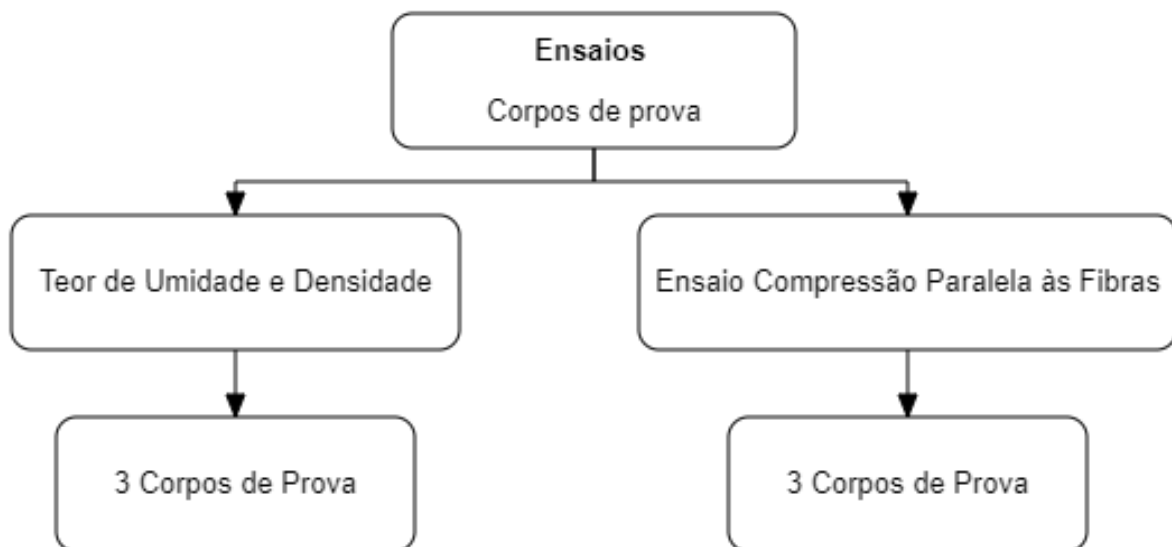 Ensaios
Corpos de prova
Teor de Umidade e Densidade
Ensaio Compressão Paralela às Fibras
3 Corpos de Prova
3 Corpos de Prova